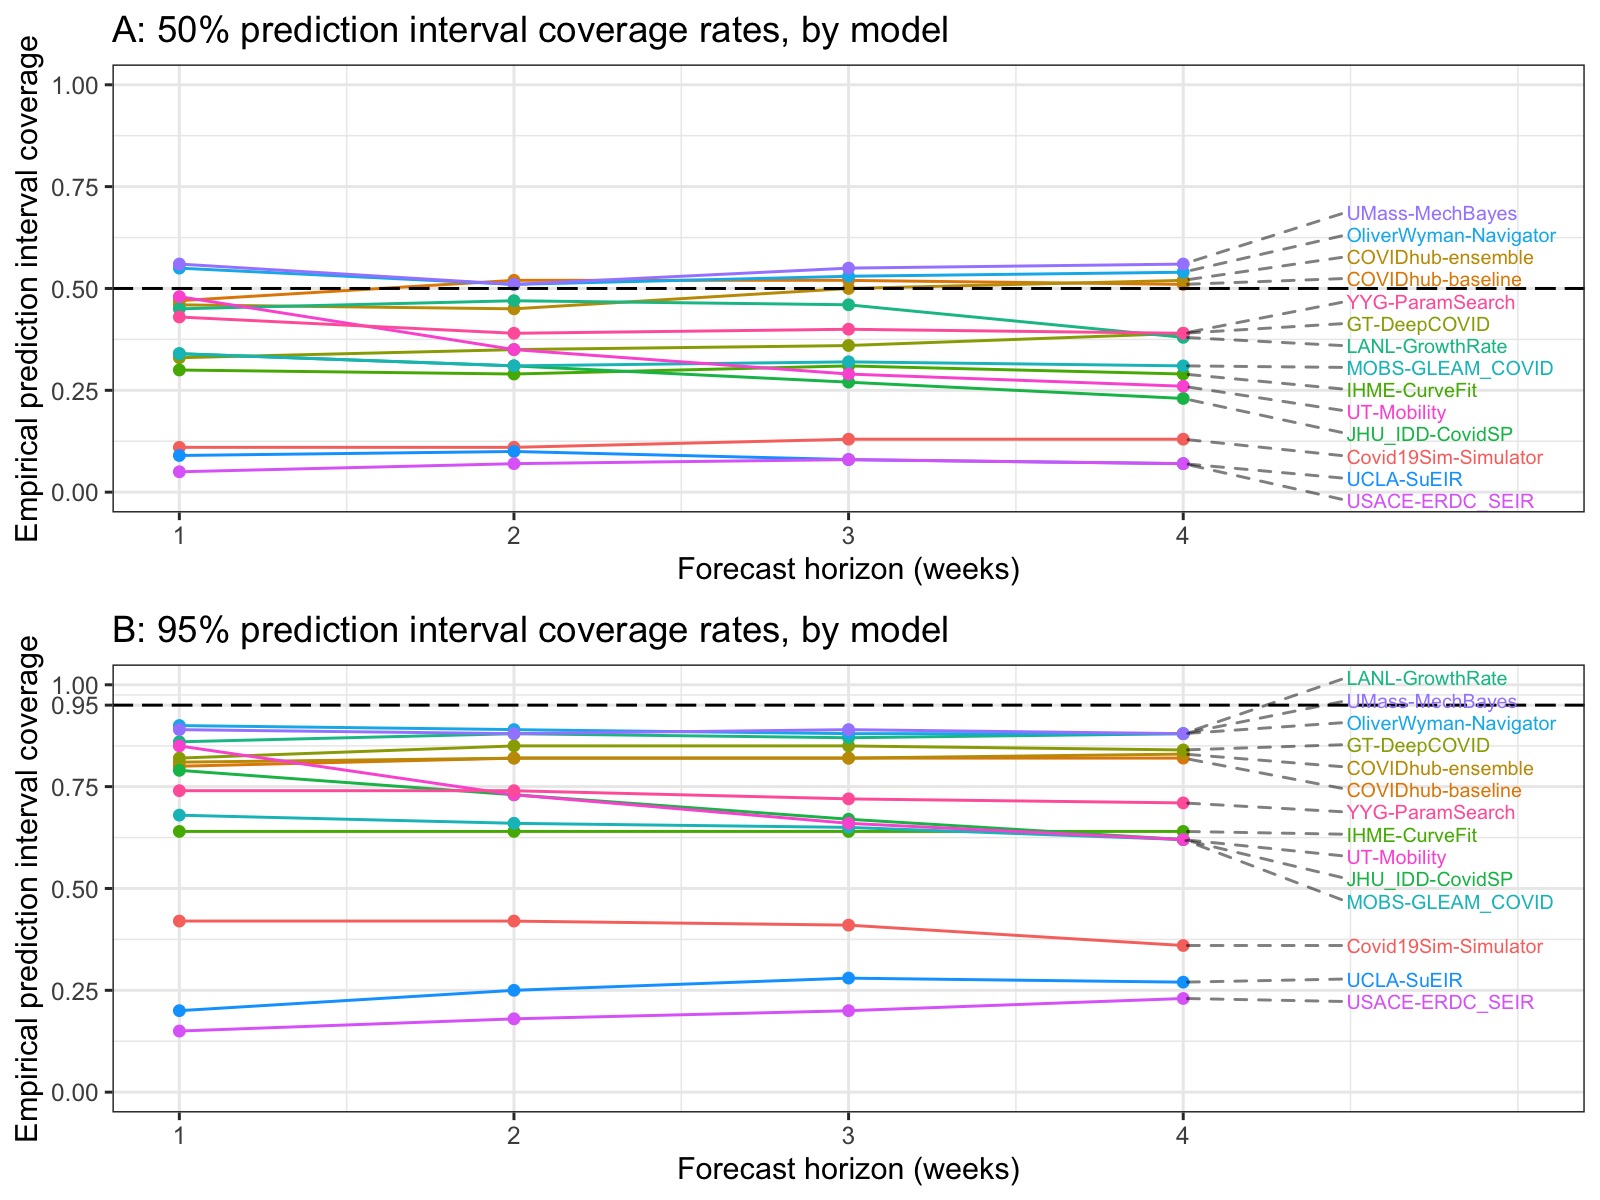 A: 50% prediction interval coverage rates, by model
Empirical prediction interval coverage
1.00
0.75
0.50
0.25
0.00
UMass-MechBayes
OliverWyman-Navigator
COVIDhub-ensemble
COVIDhub-baseline
YYG-ParamSearch
GT-DeepCOVID
LANL-GrowthRate
MOBS-GLEAM_COVID
IHME-CurveFit
UT-Mobility
JHU_IDD-CovidSP
Covid19Sim-Simulator
UCLA-SuEIR
USACE-ERDC_SEIR
1 2 3 4
Forecast horizon (weeks)
B: 95% prediction interval coverage rates, by model
Empirical prediction interval coverage
1.00
0.95
0.75
0.50
0.25
0.00
LANL-GrowthRate
UMass-MechBayes
OliverWyman-Navigator
GT-DeepCOVID
COVIDhub-ensemble
COVIDhub-baseline
YYG-ParamSearch
IHME-CurveFit
UT-Mobility
JHU_IDD-CovidSP
MOBS-GLEAM_COVID
Covid19Sim-Simulator
UCLA-SuEIR
USACE-ERDC_SEIR
1 2 3 4
Forecast horizon (weeks)